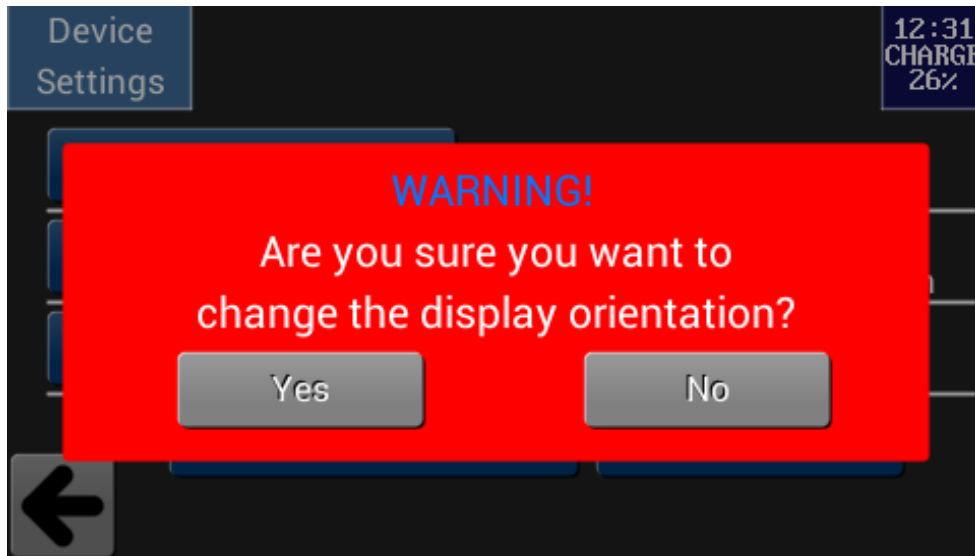 Device
Settings
12:31
CHARGE
26%
WARNING!
Are you sure you want to
change the display orientation?
Yes
No